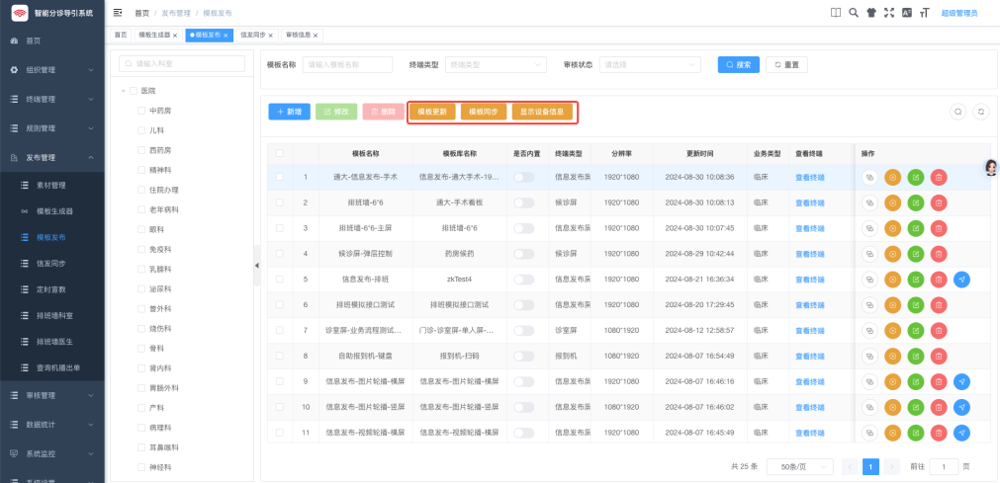 智能分诊导引系统
首页 / 发布管理 / 模板发布
超级管理员
首页
模板生成器 ×
模板发布 ×
信发同步 ×
审核信息 ×
首页
组织管理
终端管理
规则管理
发布管理
素材管理
模板生成器
模板发布
信发同步
定时宣教
排班墙科室
排班墙医生
查询机播出单
审核管理
数据统计
系统监控
系统设置
请输入科室
医院
中药房
儿科
西药房
精神科
住院办理
老年病科
眼科
免疫科
乳腺科
泌尿科
普外科
烧伤科
骨科
肾内科
胃肠外科
产科
病理科
耳鼻喉科
神经科
模板名称 请输入模板名称 终端类型 终端类型 审核状态 请选择 搜索 重置
+ 新增 修改 删除 模板更新 模板同步 显示设备信息
模板名称 模板库名称 是否内置 终端类型 分辨率 更新时间 业务类型 查看终端 操作
1 通大-信息发布-手术 信息发布-通大手术-19... 信息发布屏 1920*1080 2024-08-30 10:08:36 临床 查看终端
2 排班墙-6*6 通大-手术看板 候诊屏 1920*1080 2024-08-30 10:08:13 临床 查看终端
3 排班墙-6*6-主屏 排班墙-6*6 信息发布屏 1920*1080 2024-08-30 10:07:45 临床 查看终端
4 候诊屏-弹层控制 药房候药 候诊屏 1920*1080 2024-08-29 10:42:44 临床 查看终端
5 信息发布-排班 zkTest4 信息发布屏 1920*1080 2024-08-21 16:36:34 临床 查看终端
6 排班模拟接口测试 排班模拟接口测试 信息发布屏 1920*1080 2024-08-20 17:29:45 临床 查看终端
7 诊室屏-业务流程测试... 门诊-诊室屏-单人屏-... 诊室屏 1080*1920 2024-08-12 12:58:57 临床 查看终端
8 自助报到机-键盘 报到机-扫码 报到机 1080*1920 2024-08-07 16:54:49 临床 查看终端
9 信息发布-图片轮播-横屏 信息发布-图片轮播-横屏 信息发布屏 1920*1080 2024-08-07 16:46:16 临床 查看终端
10 信息发布-图片轮播-竖屏 信息发布-图片轮播-竖屏 信息发布屏 1080*1920 2024-08-07 16:46:02 临床 查看终端
11 信息发布-视频轮播-横屏 信息发布-视频轮播-横屏 信息发布屏 1920*1080 2024-08-07 16:45:49 临床 查看终端
共 25 条 50条/页 1 前往 1 页